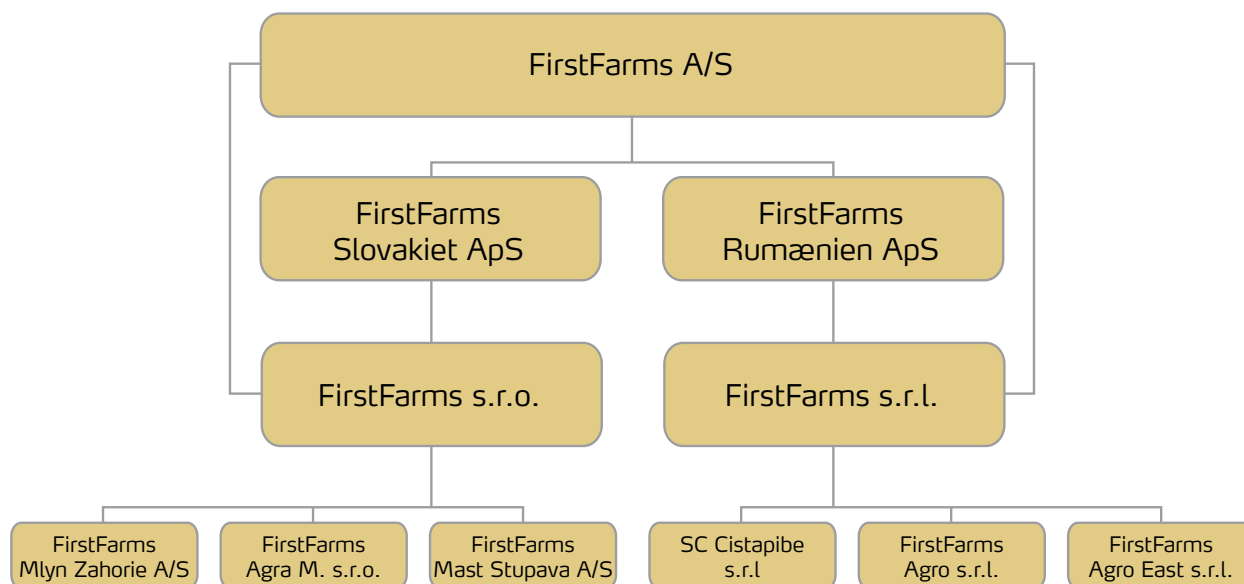 FirstFarms A/S
FirstFarms
Slovakiet ApS
FirstFarms
Rumænien ApS
FirstFarms s.r.o.
FirstFarms s.r.l.
FirstFarms
Mlyn Zahorie A/S
FirstFarms
Agra M. s.r.o.
FirstFarms
Mast Stupava A/S
SC Cistapibe
s.r.l
FirstFarms
Agro s.r.l.
FirstFarms
Agro East s.r.l.